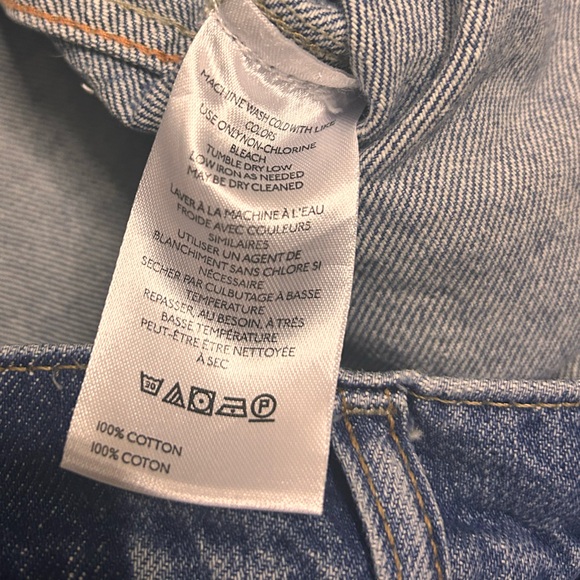 MACHINE WASH COLD WITH LIKE
COLORS
USE ONLY NON-CHLORINE
BLEACH
TUMBLE DRY LOW
LOW IRON AS NEEDED
MAY BE DRY CLEANED
LAVER À LA MACHINE À L'EAU
FROIDE AVEC COULEURS
SIMILAIRES
UTILISER UN AGENT DE
BLANCHIMENT SANS CHLORE SI
NÉCESSAIRE
SECHER PAR CULBUTAGE À BASSE
TEMPÉRATURE
REPASSER, AU BESOIN, À TRÈS
BASSE TEMPÉRATURE
PEUT-ÊTRE ÊTRE NETTOYÉE
À SEC
30 P
100% COTTON
100% COTON